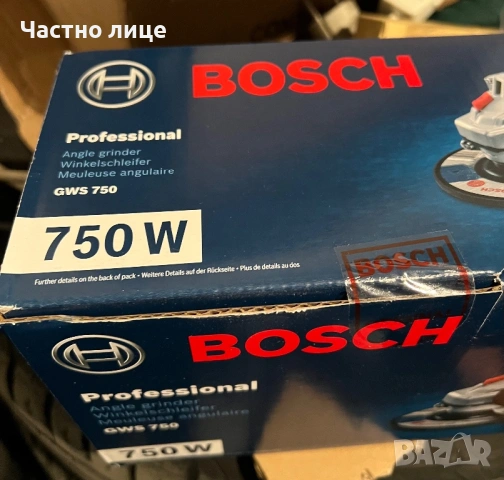 Частно лице
BOSCH
Professional
Angle grinder
Winkelschleifer
Meuleuse angulaire
GWS 750
750 W
Further details on the back of pack • Weitere Details auf der Rückseite • Plus de details au dos
BOSCH
BOSCH
Professional
Angle grinder
Winkelschleifer
Meuleuse angulaire
GWS 750
750 W
BAZAR